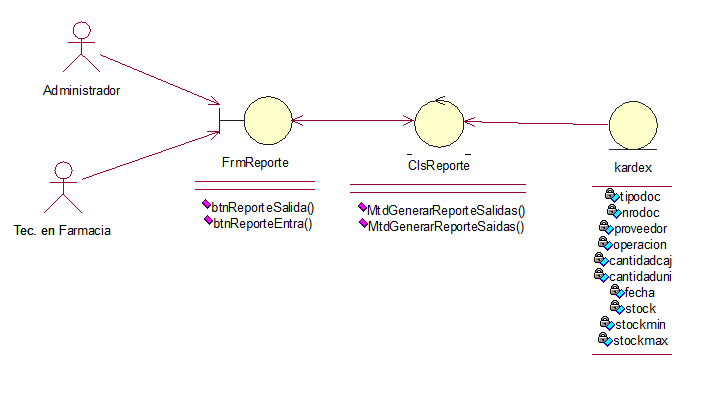 Administrador
Tec. en Farmacia
FrmReporte
btnReporteSalida()
btnReporteEntra()
ClsReporte
MtdGenerarReporteSalidas()
MtdGenerarReporteSaidas()
kardex
tipodoc
nrodoc
proveedor
operacion
cantidadcaj
cantidaduni
fecha
stock
stockmin
stockmax